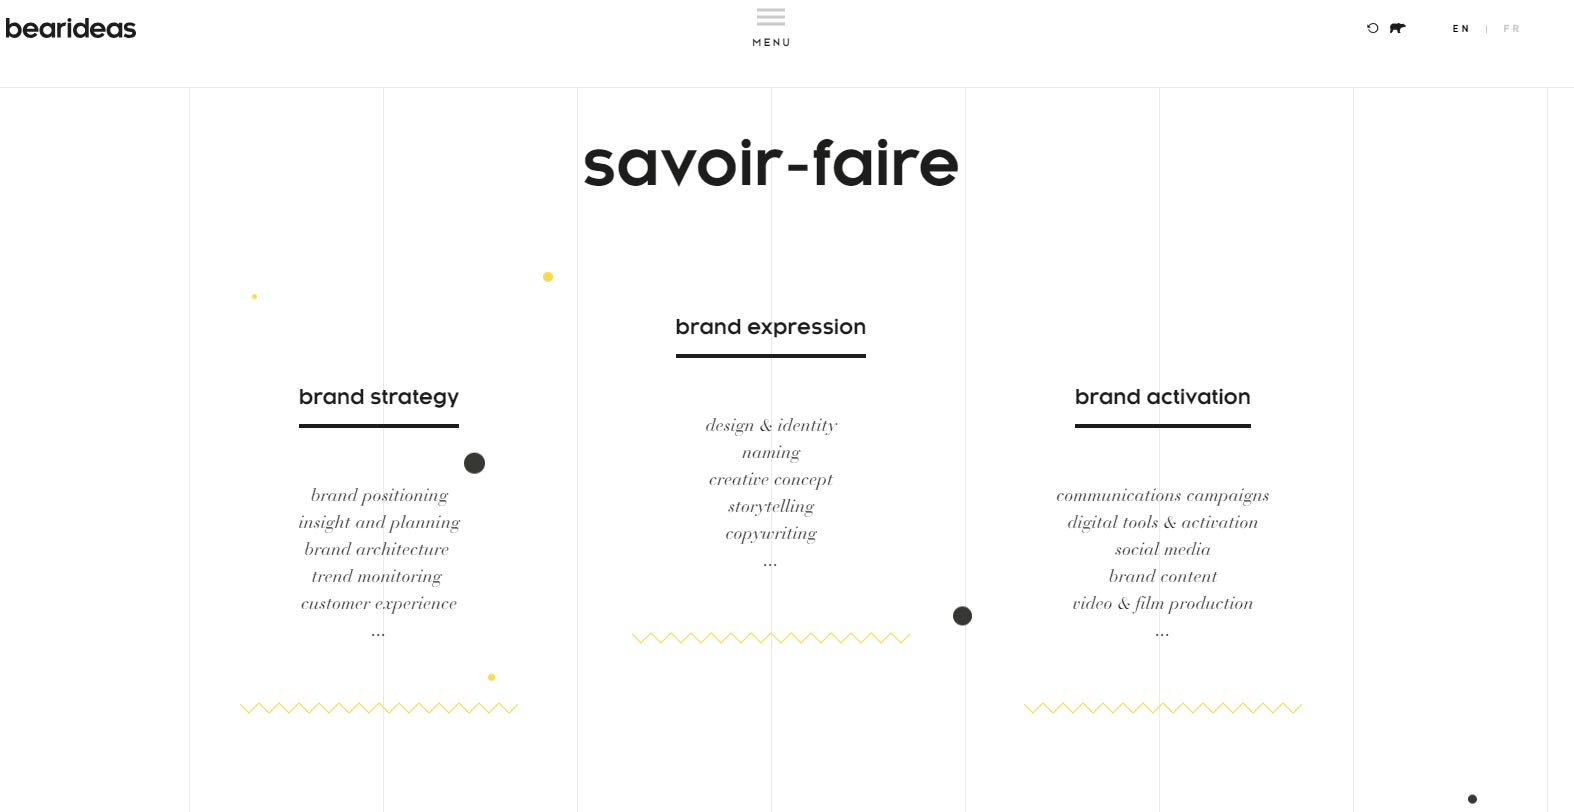 bearideas
MENU
EN | FR
savoir-faire
brand strategy
brand positioning
insight and planning
brand architecture
trend monitoring
customer experience
...
brand expression
design & identity
naming
creative concept
storytelling
copywriting
...
brand activation
communications campaigns
digital tools & activation
social media
brand content
video & film production
...